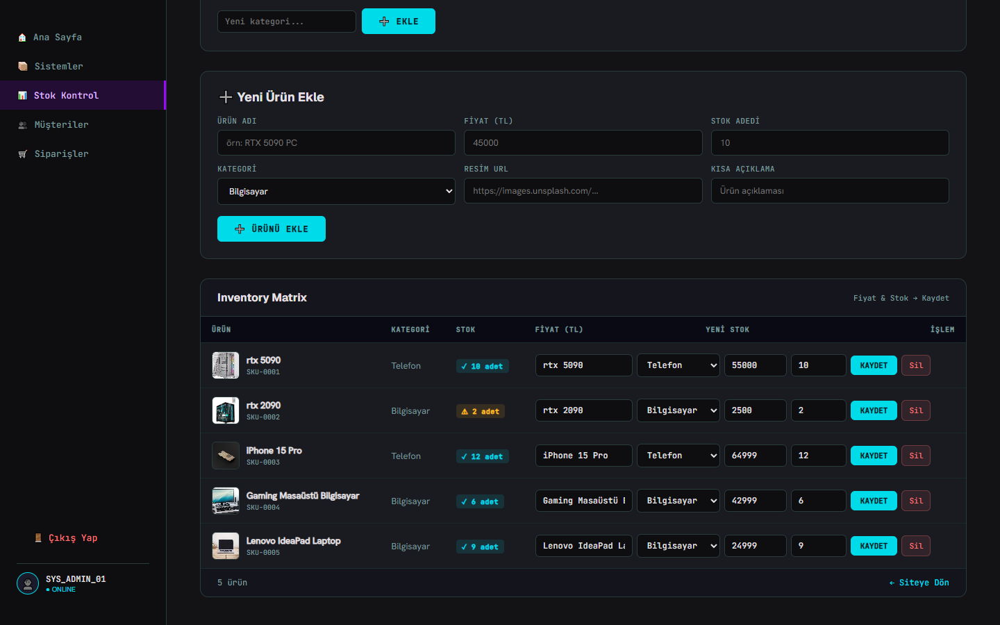 Ana Sayfa
Sistemler
Stok Kontrol
Müşteriler
Siparişler
Çıkış Yap
SYS_ADMIN_01
ONLINE
Yeni kategori...
EKLE
Yeni Ürün Ekle
ÜRÜN ADI FİYAT (TL) STOK ADEDİ
örn: RTX 5090 PC 45000 10
KATEGORİ RESİM URL KISA AÇIKLAMA
Bilgisayar https://images.unsplash.com/... Ürün açıklaması
ÜRÜNÜ EKLE
Inventory Matrix Fiyat & Stok → Kaydet
ÜRÜN KATEGORİ STOK FİYAT (TL) YENİ STOK İŞLEM
rtx 5090 Telefon ✓ 10 adet rtx 5090 Telefon 55000 10 KAYDET Sil
SKU-0001
rtx 2090 Bilgisayar ⚠ 2 adet rtx 2090 Bilgisayar 2500 2 KAYDET Sil
SKU-0002
iPhone 15 Pro Telefon ✓ 12 adet iPhone 15 Pro Telefon 64999 12 KAYDET Sil
SKU-0003
Gaming Masaüstü Bilgisayar Bilgisayar ✓ 6 adet Gaming Masaüstü Bilgisayar 42999 6 KAYDET Sil
SKU-0004
Lenovo IdeaPad Laptop Bilgisayar ✓ 9 adet Lenovo IdeaPad Bilgisayar 24999 9 KAYDET Sil
SKU-0005
5 ürün ← Siteye Dön